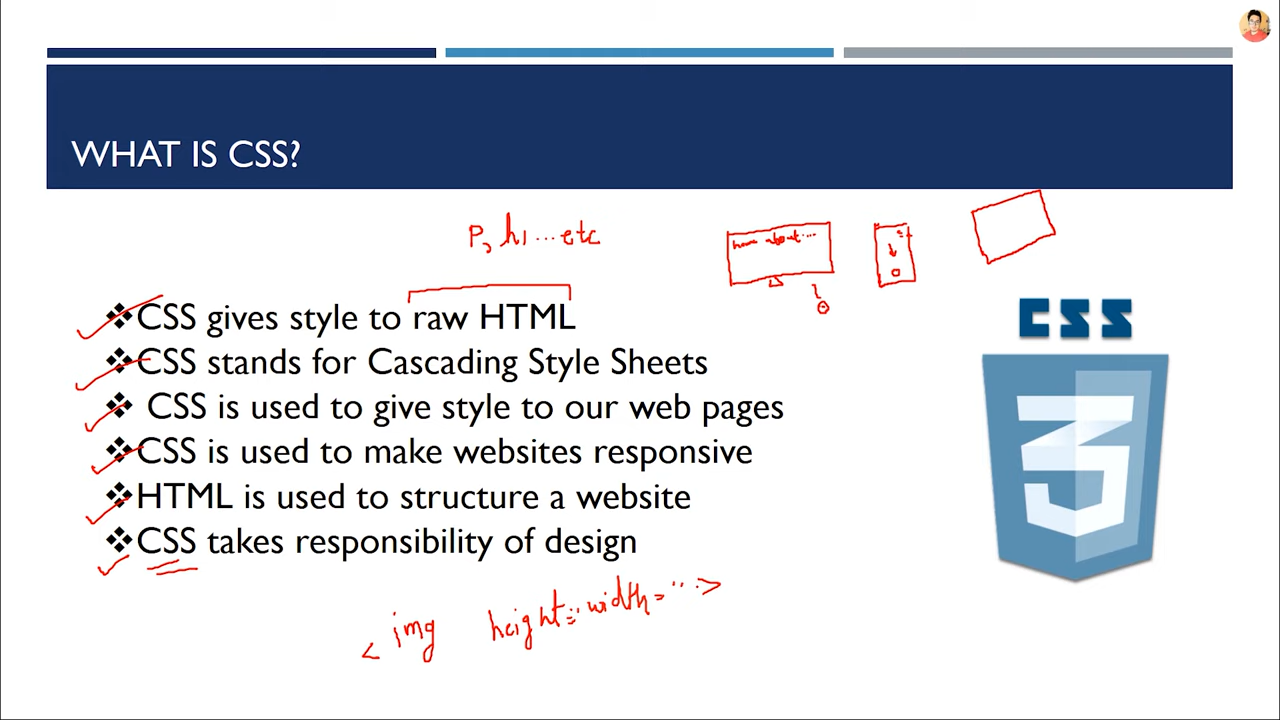 WHAT IS CSS?
P, h1 ...etc
home about...
❖CSS gives style to raw HTML
❖CSS stands for Cascading Style Sheets
❖ CSS is used to give style to our web pages
❖CSS is used to make websites responsive
❖HTML is used to structure a website
❖CSS takes responsibility of design
CSS
3
< img height=".." width=" ...>